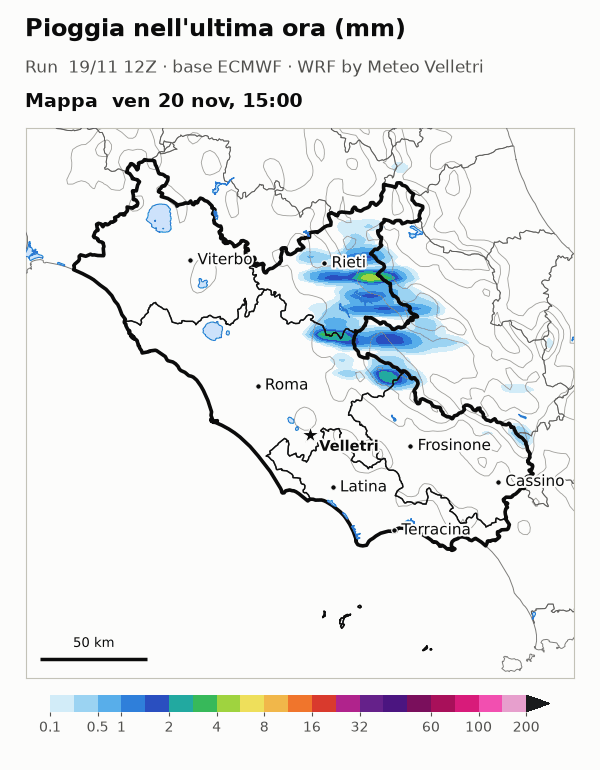 Pioggia nell'ultima ora (mm)
Run  19/11 12Z · base ECMWF · WRF by Meteo Velletri
Mappa  ven 20 nov, 15:00
Viterbo
Rieti
Roma
Velletri
Frosinone
Latina
Cassino
Terracina
50 km
0.1 0.5 1 2 4 8 16 32 60 100 200